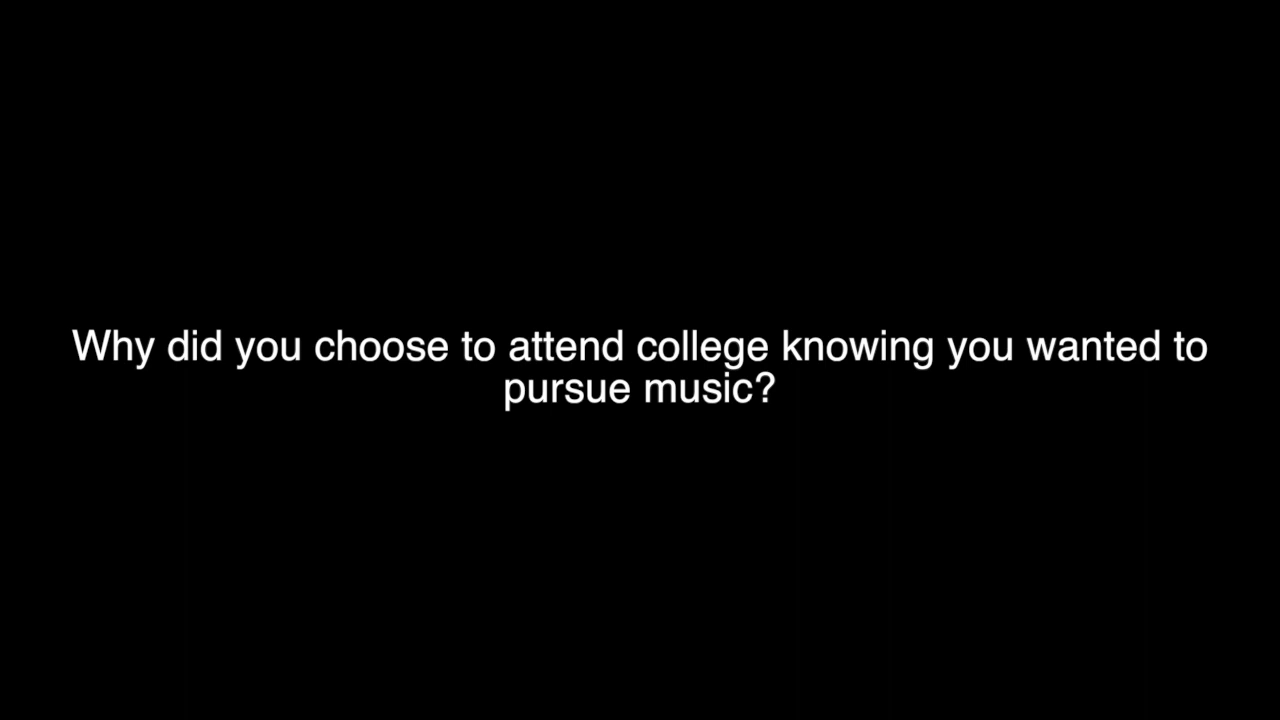 Why did you choose to attend college knowing you wanted to
pursue music?